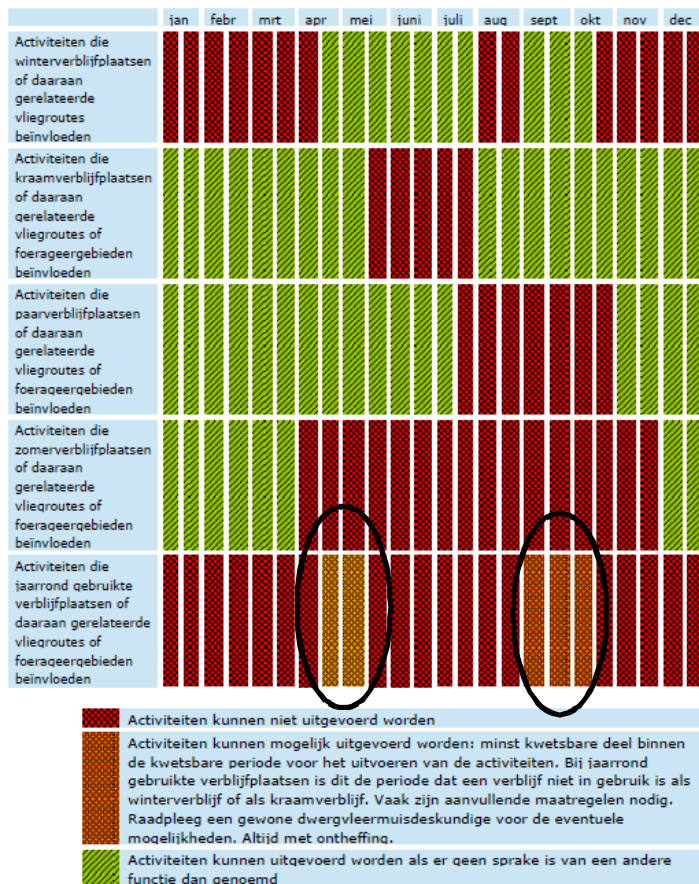 jan febr mrt apr mei juni juli aug sept okt nov dec
Activiteiten die
winterverblijfplaatsen
of daaraan
gerelateerde
vliegroutes
beïnvloeden
Activiteiten die
kraamverblijfplaatsen
of daaraan
gerelateerde
vliegroutes of
foerageergebieden
beïnvloeden
Activiteiten die
paarverblijfplaatsen
of daaraan
gerelateerde
vliegroutes of
foerageergebieden
beïnvloeden
Activiteiten die
zomerverblijfplaatsen
of daaraan
gerelateerde
vliegroutes of
foerageergebieden
beïnvloeden
Activiteiten die
jaarrond gebruikte
verblijfplaatsen of
daaraan gerelateerde
vliegroutes of
foerageergebieden
beïnvloeden
Activiteiten kunnen niet uitgevoerd worden
Activiteiten kunnen mogelijk uitgevoerd worden: minst kwetsbare deel binnen
de kwetsbare periode voor het uitvoeren van de activiteiten. Bij jaarrond
gebruikte verblijfplaatsen is dit de periode dat een verblijf niet in gebruik is als
winterverblijf of als kraamverblijf. Vaak zijn aanvullende maatregelen nodig.
Raadpleeg een gewone dwergvleermuisdeskundige voor de eventuele
mogelijkheden. Altijd met ontheffing.
Activiteiten kunnen uitgevoerd worden als er geen sprake is van een andere
functie dan genoemd